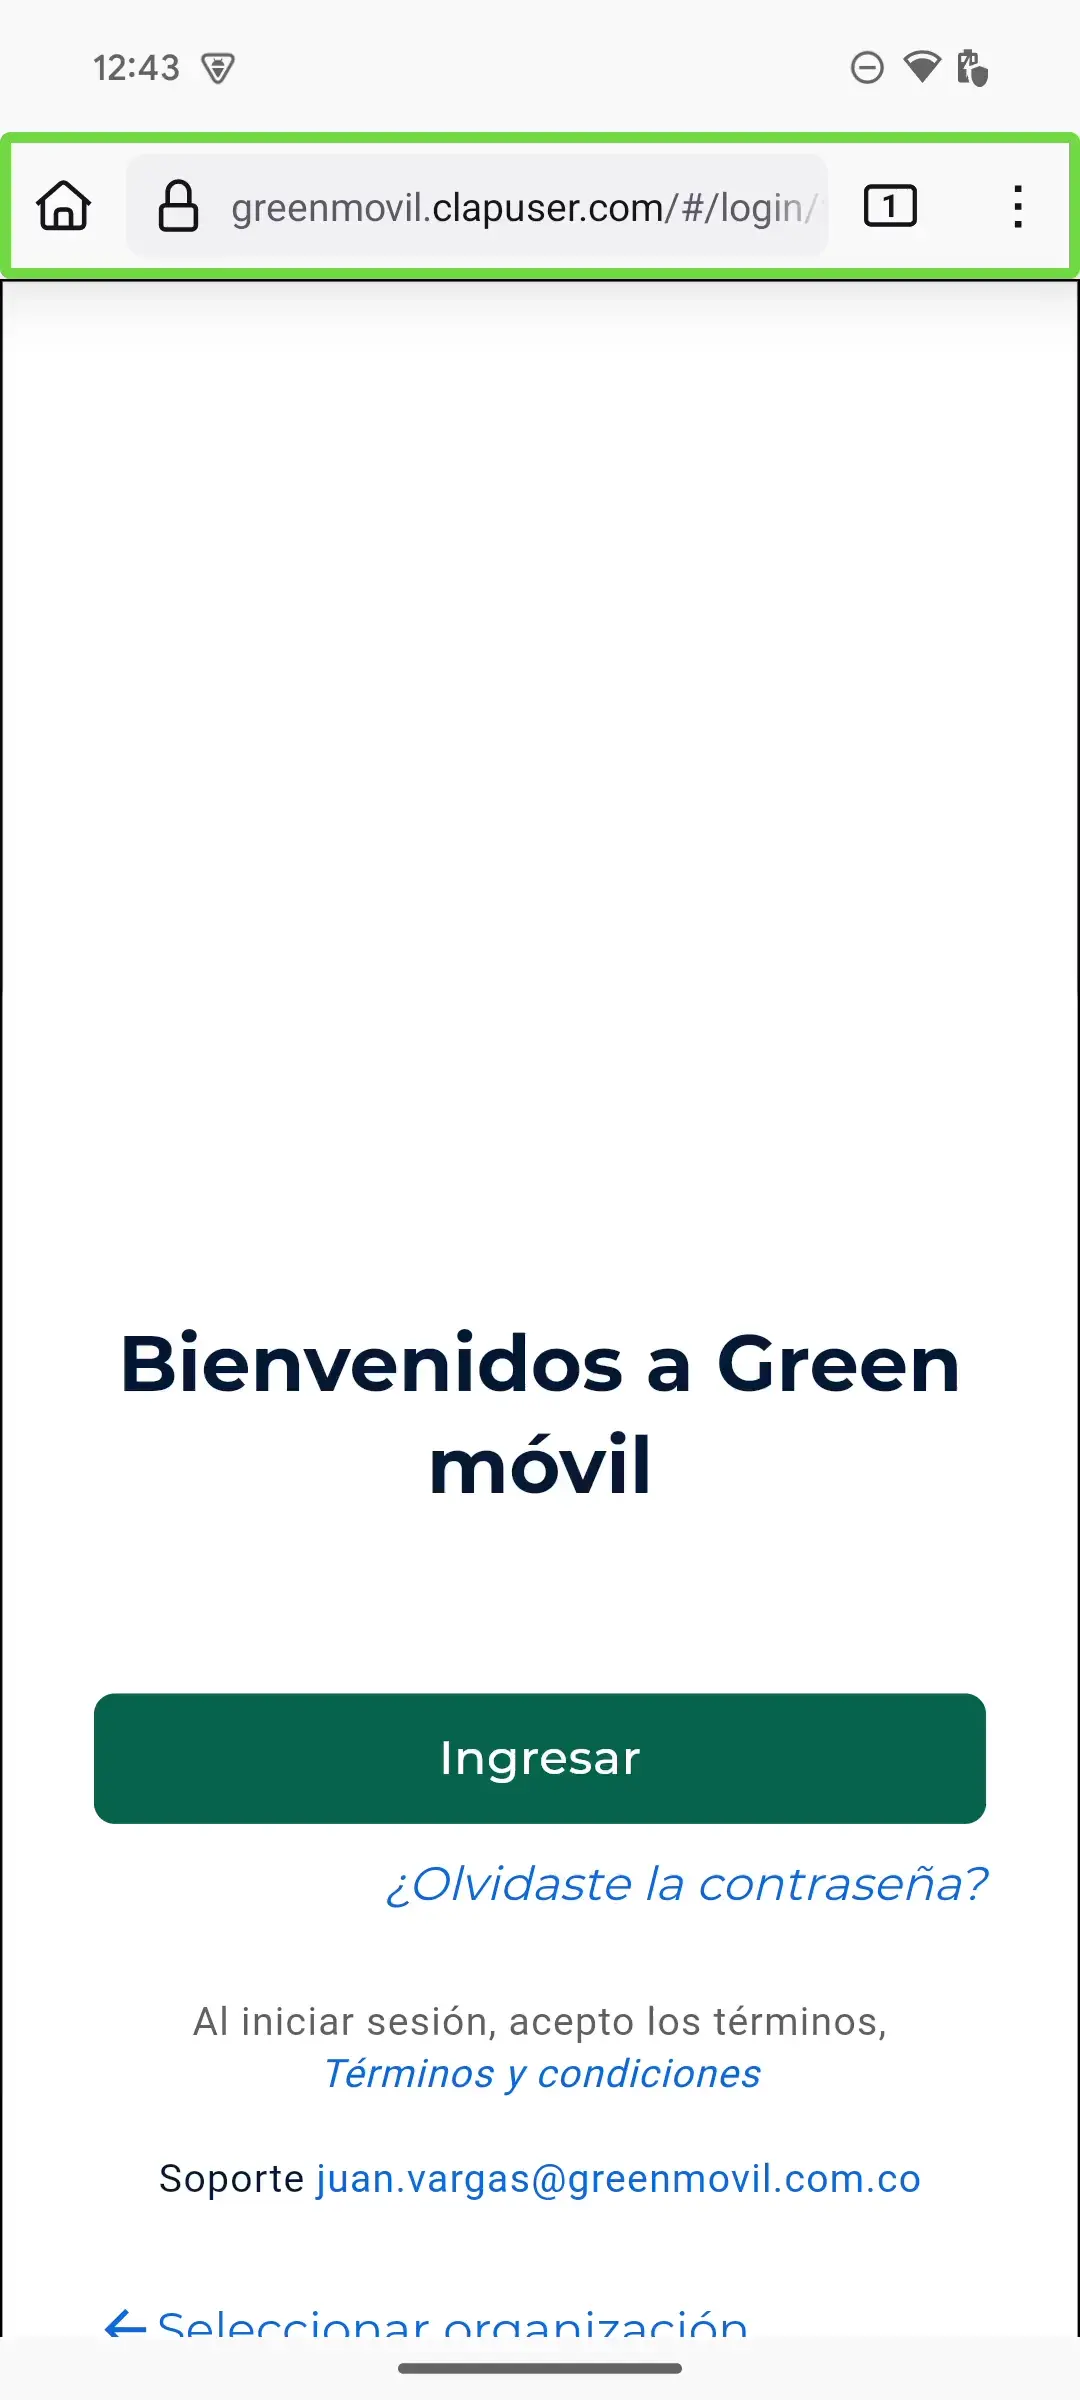 12:43
greenmovil.clapuser.com/#/login/
1
Bienvenidos a Green
móvil
Ingresar
¿Olvidaste la contraseña?
Al iniciar sesión, acepto los términos,
Términos y condiciones
Soporte juan.vargas@greenmovil.com.co
Seleccionar organización